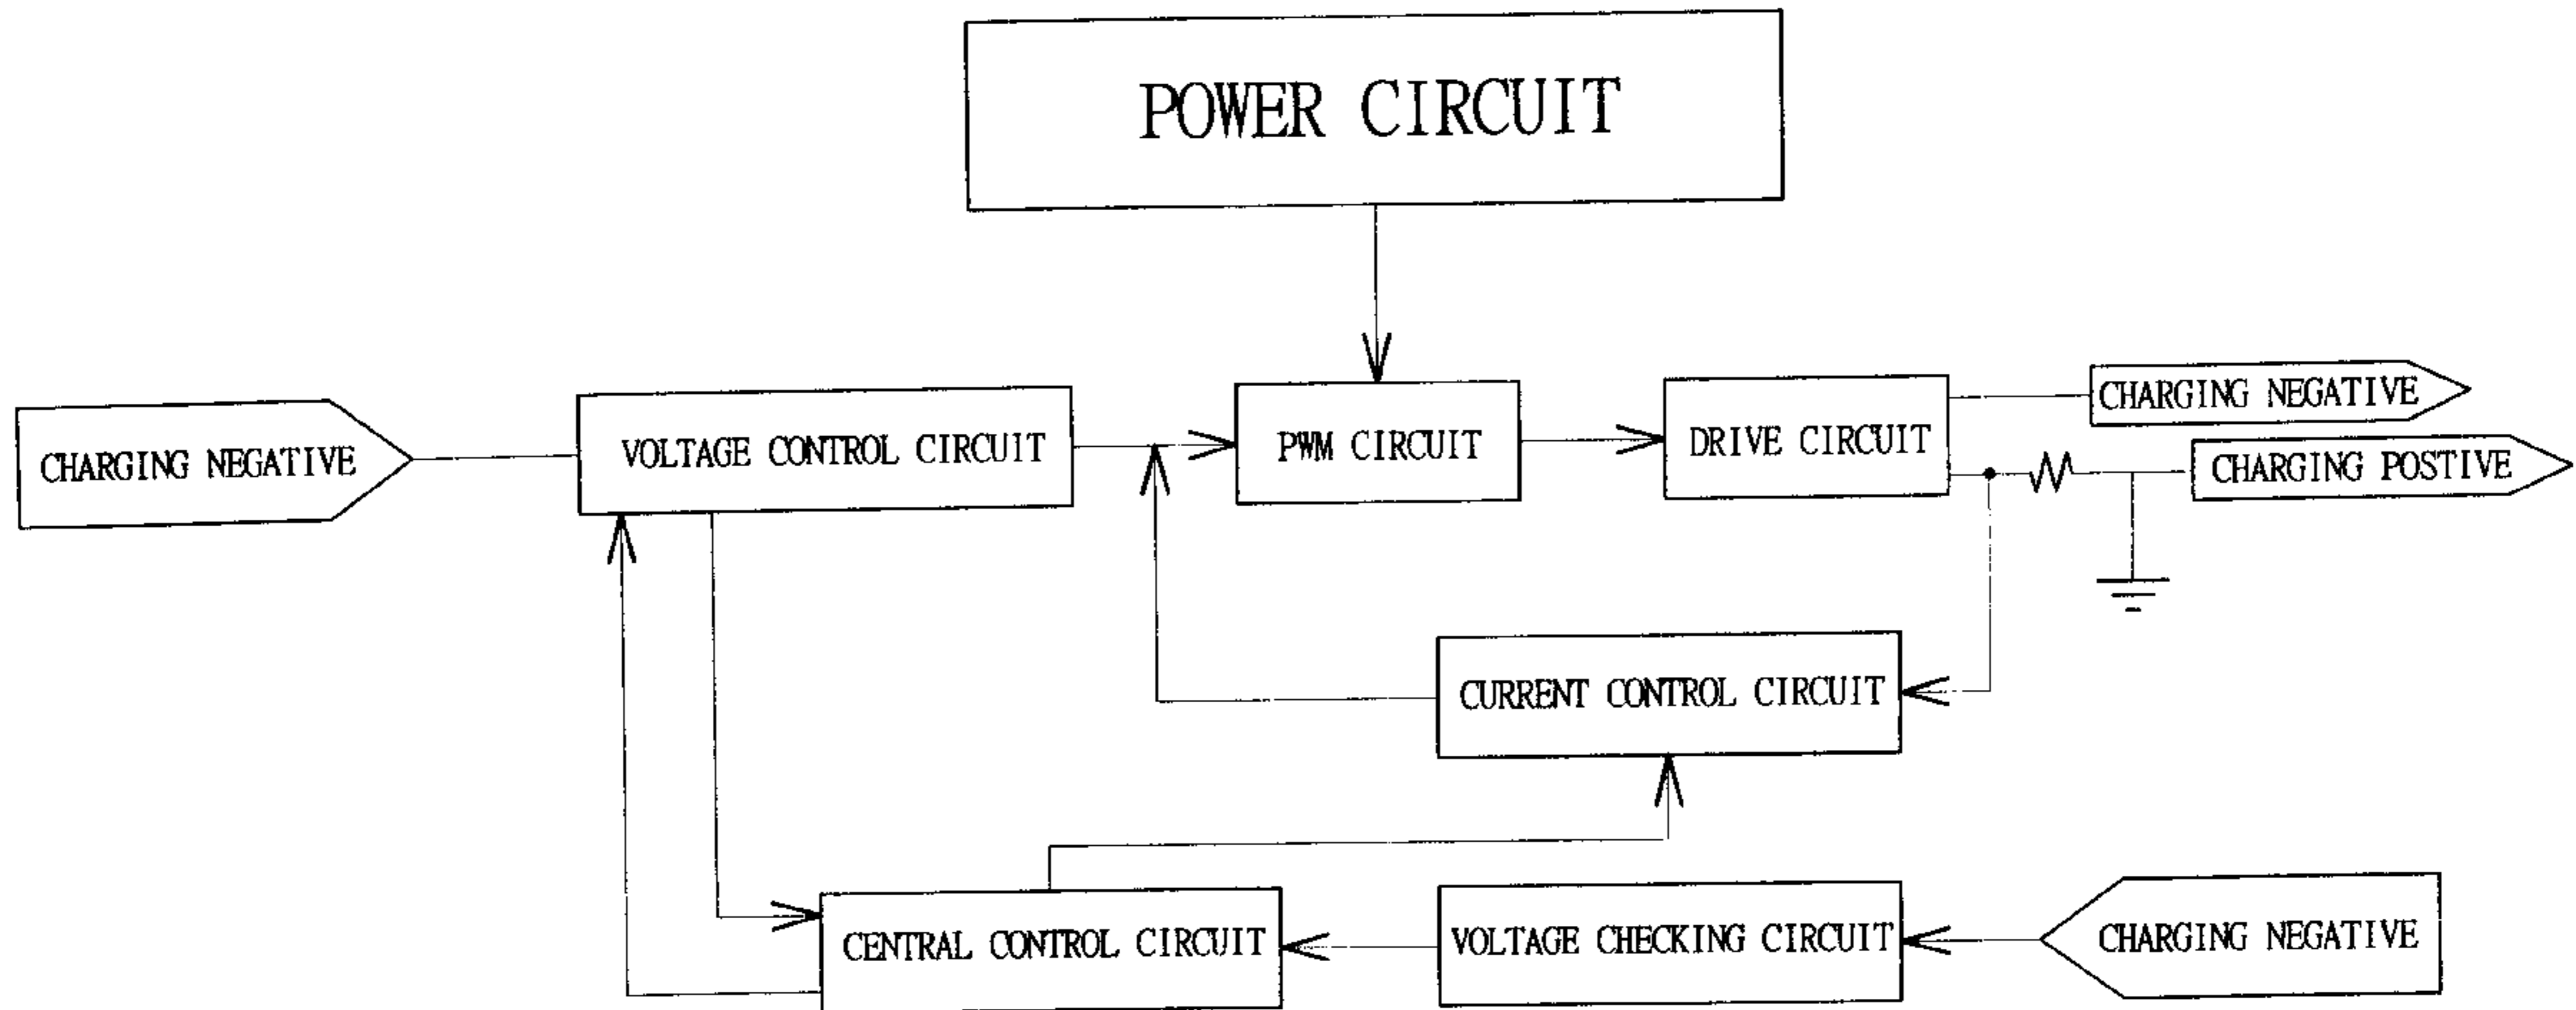 POWER CIRCUIT
CHARGING NEGATIVE
VOLTAGE CONTROL CIRCUIT
PWM CIRCUIT
DRIVE CIRCUIT
CHARGING NEGATIVE
CHARGING POSTIVE
CURRENT CONTROL CIRCUIT
CENTRAL CONTROL CIRCUIT
VOLTAGE CHECKING CIRCUIT
CHARGING NEGATIVE